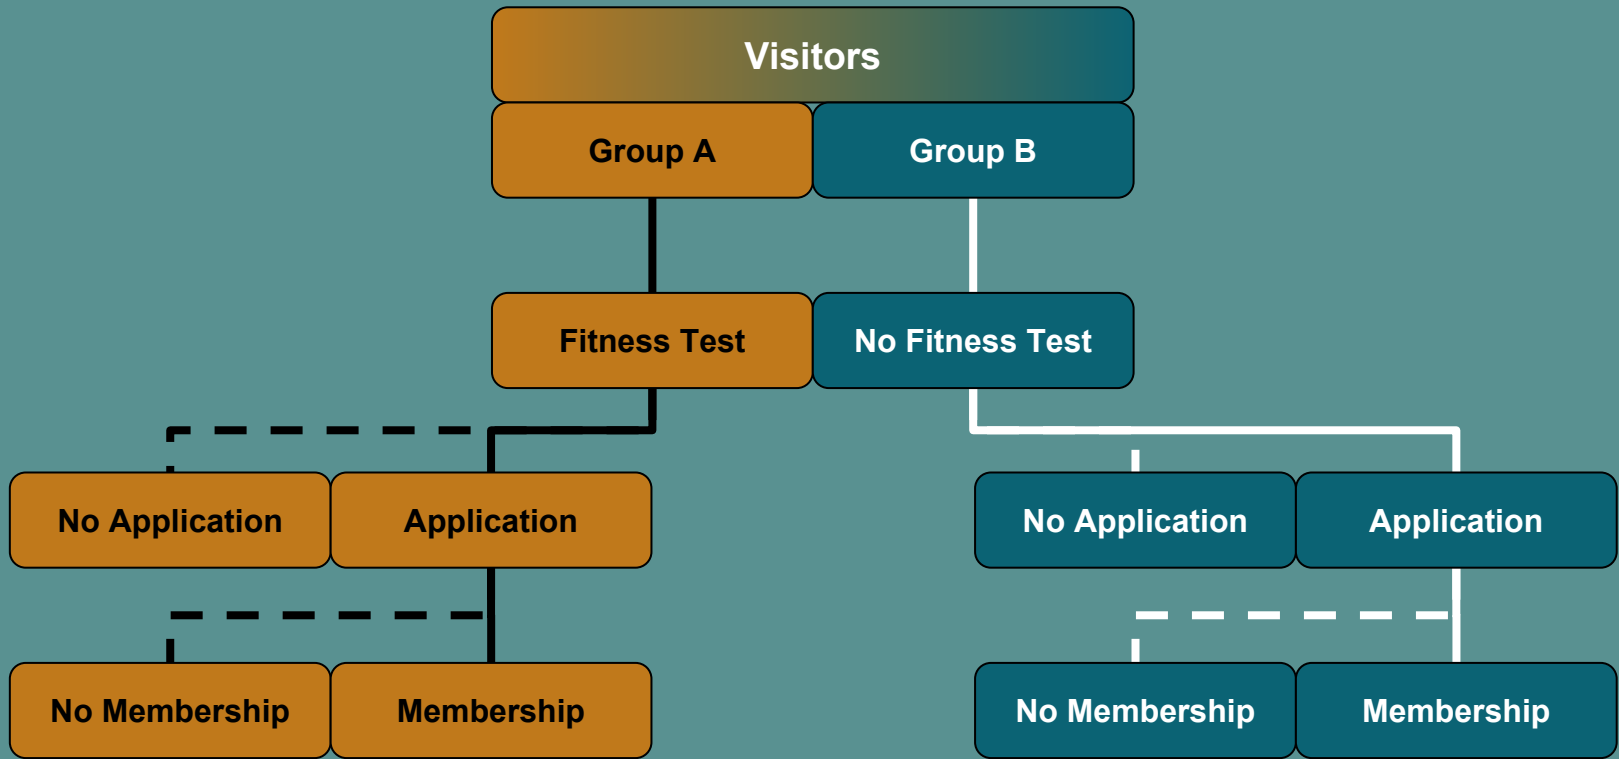 Visitors
Group A
Group B
Fitness Test
No Fitness Test
No Application
Application
No Application
Application
No Membership
Membership
No Membership
Membership